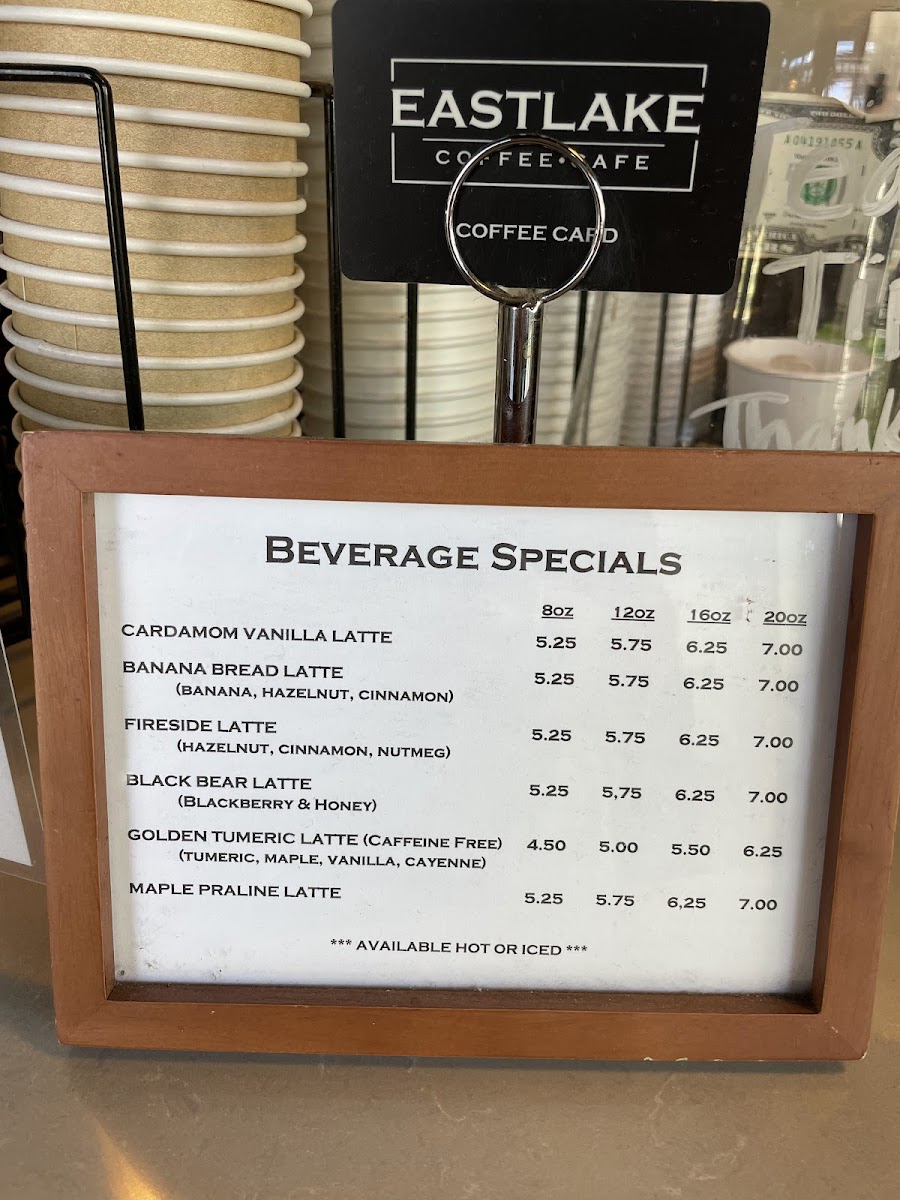 EASTLAKE
COFFEE•CAFE
COFFEE CARD
A04191055A
Thank
BEVERAGE SPECIALS
8oz 12oz 16oz 20oz
CARDAMOM VANILLA LATTE 5.25 5.75 6.25 7.00
BANANA BREAD LATTE 5.25 5.75 6.25 7.00
(BANANA, HAZELNUT, CINNAMON)
FIRESIDE LATTE 5.25 5.75 6.25 7.00
(HAZELNUT, CINNAMON, NUTMEG)
BLACK BEAR LATTE 5.25 5,75 6.25 7.00
(BLACKBERRY & HONEY)
GOLDEN TUMERIC LATTE (CAFFEINE FREE) 4.50 5.00 5.50 6.25
(TUMERIC, MAPLE, VANILLA, CAYENNE)
MAPLE PRALINE LATTE 5.25 5.75 6,25 7.00
*** AVAILABLE HOT OR ICED ***